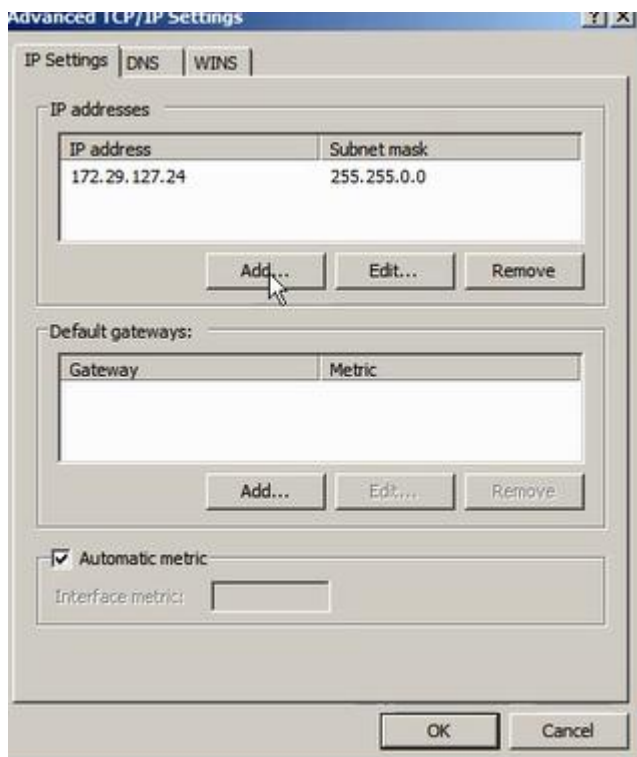 Advanced TCP/IP Settings
IP Settings DNS WINS
IP addresses
IP address Subnet mask
172.29.127.24 255.255.0.0
Add... Edit... Remove
Default gateways:
Gateway Metric
Add... Edit... Remove
Automatic metric
Interface metric:
OK Cancel